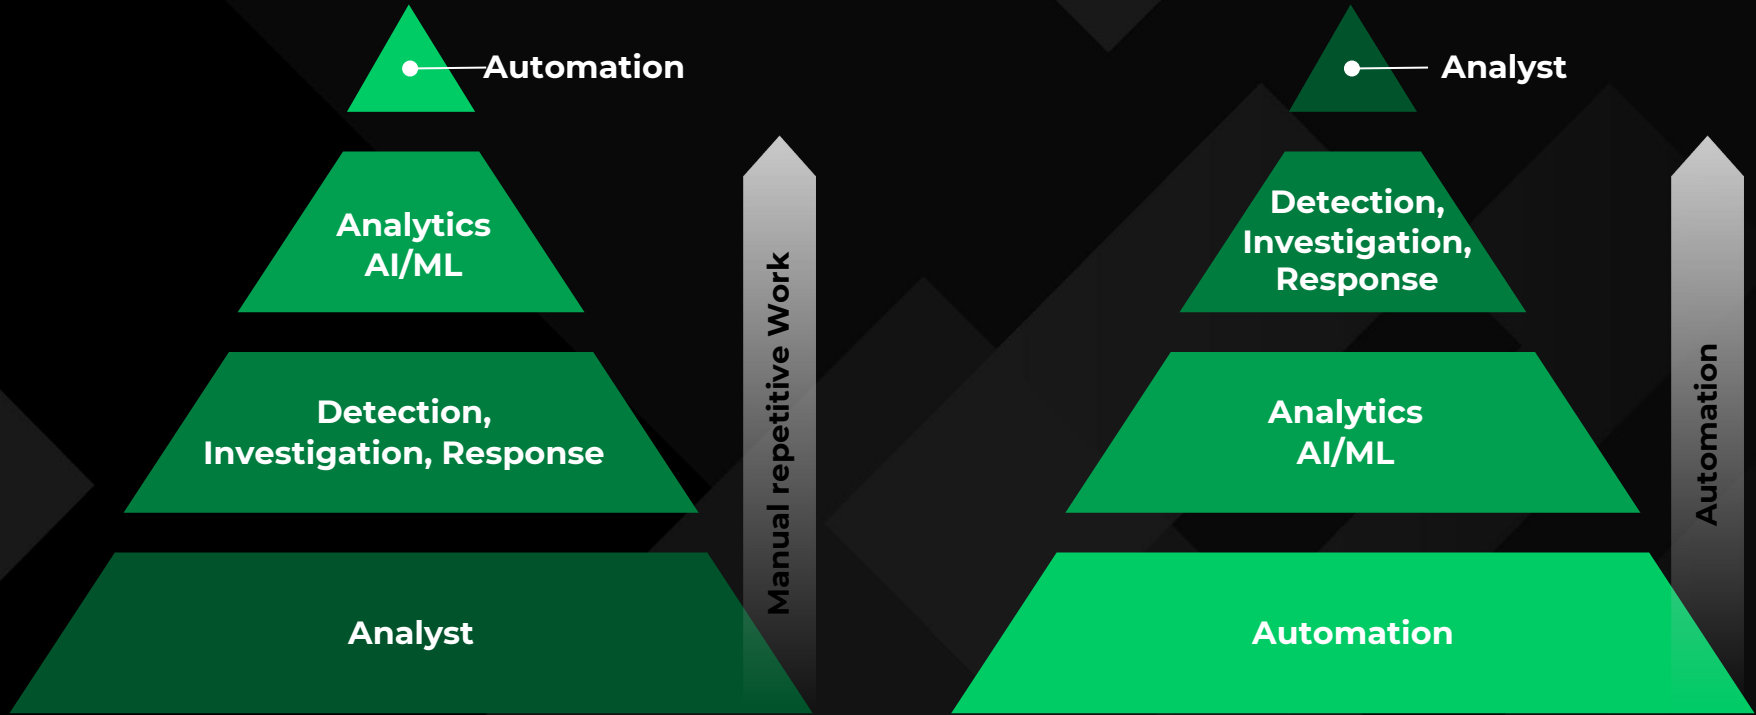 Automation
Analytics
AI/ML
Detection,
Investigation, Response
Analyst
Manual repetitive Work
Analyst
Detection,
Investigation,
Response
Analytics
AI/ML
Automation
Automation